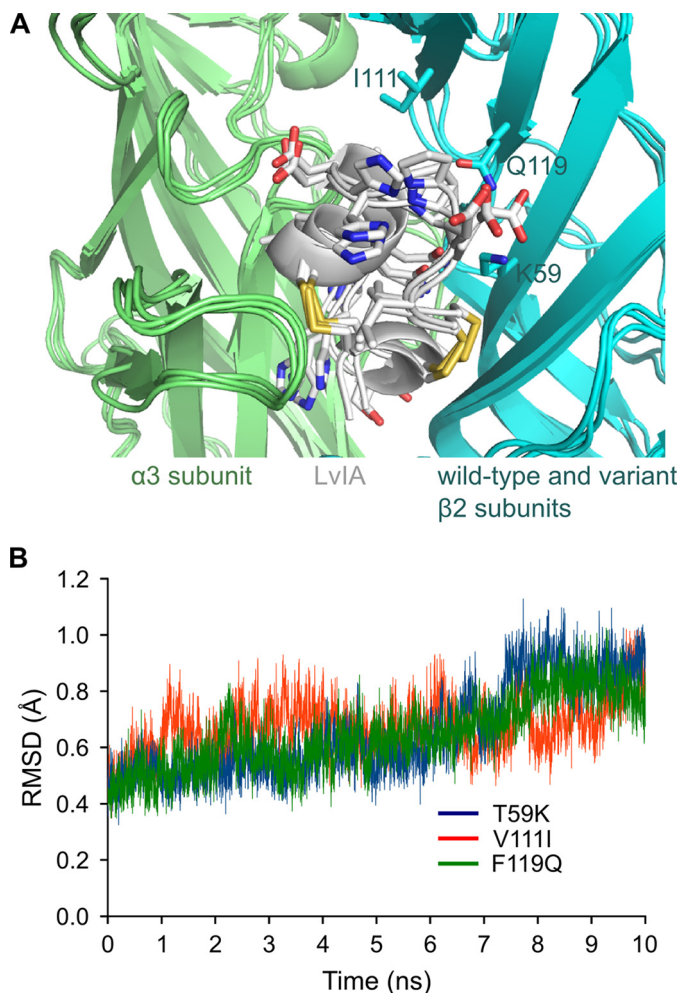 A
I111
Q119
K59
α3 subunit LvIA wild-type and variant
β2 subunits
B
1.2
1.0
0.8
0.6
0.4
0.2
0.0
RMSD (Å)
T59K
V111I
F119Q
0 1 2 3 4 5 6 7 8 9 10
Time (ns)